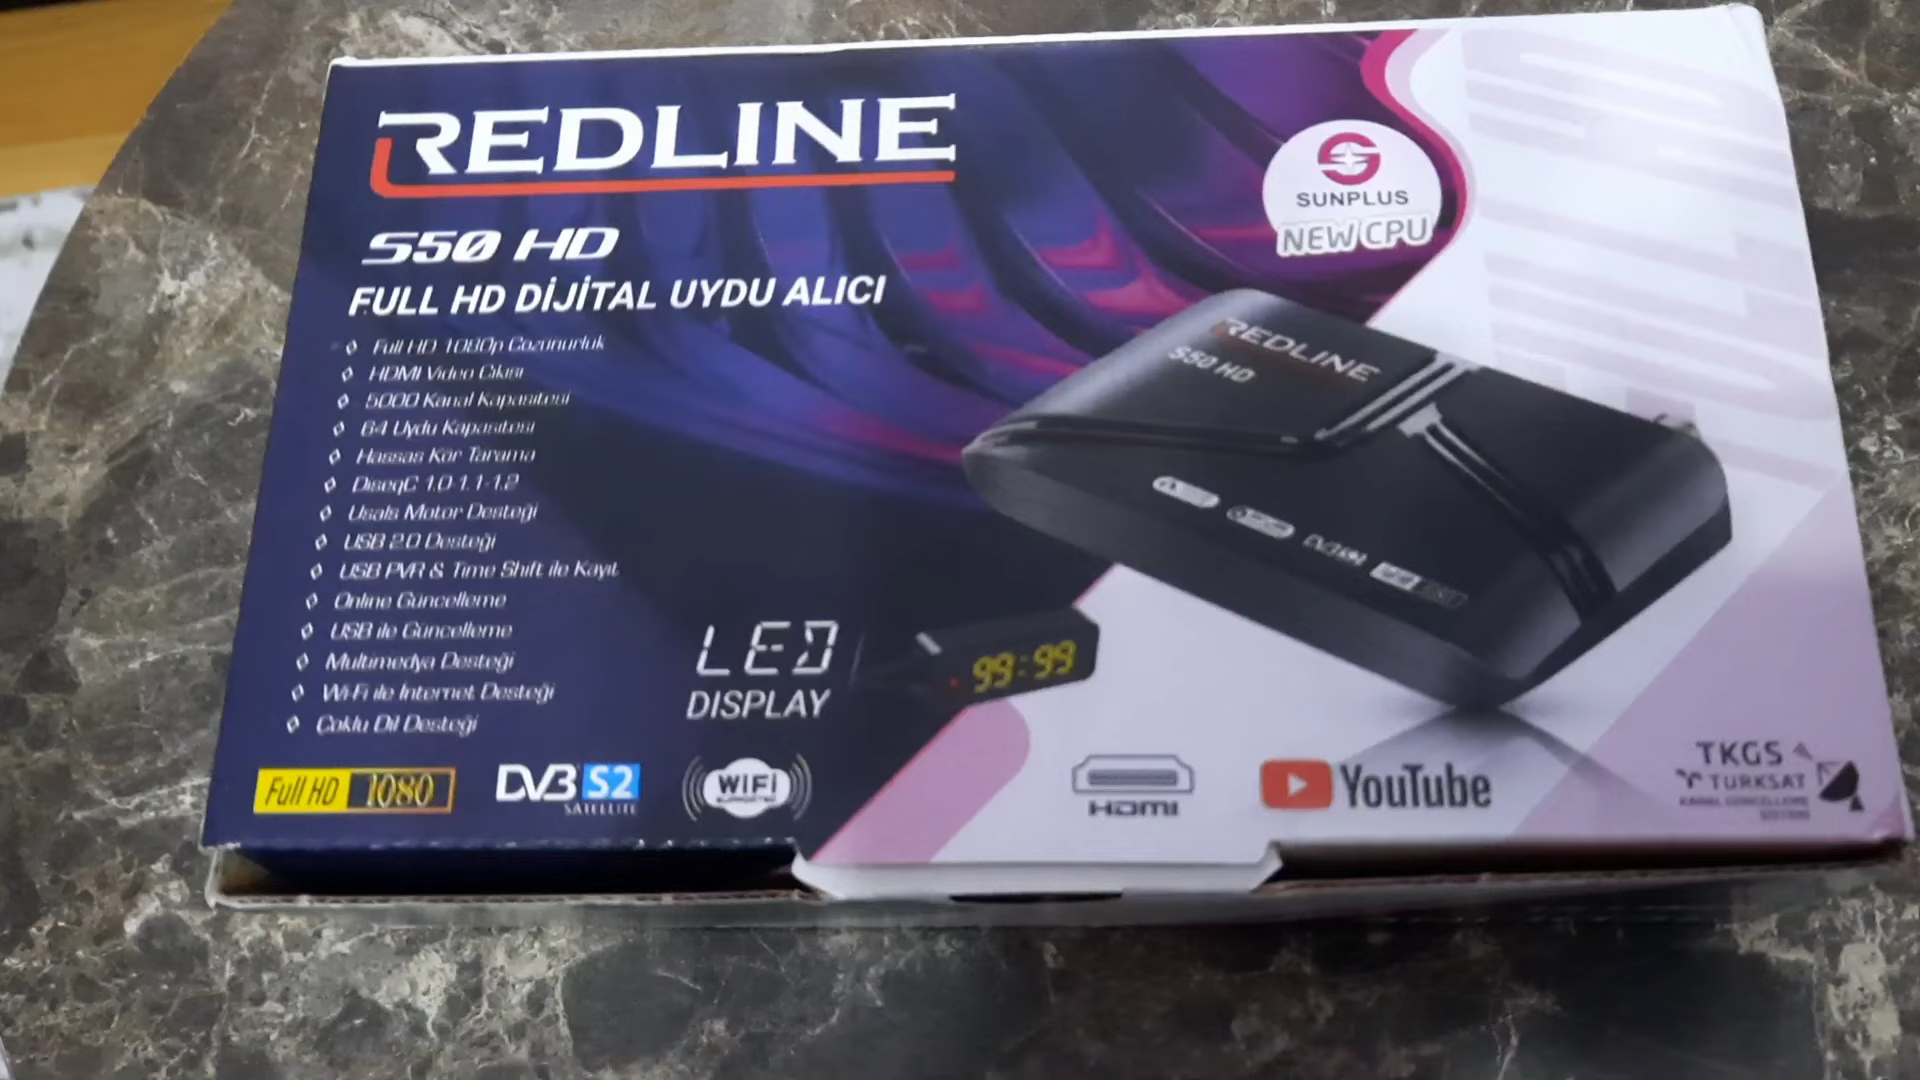 REDLINE
S50 HD
FULL HD DİJİTAL UYDU ALICI
Full HD 1080p Çözünürlük
HDMI Video Çıkışı
5000 Kanal Kapasitesi
64 Uydu Kapasitesi
Hassas Kör Tarama
DiseqC 1.0-1.1-1.2
Usals Motor Desteği
USB 2.0 Desteği
USB PVR & Time Shift ile Kayıt
Online Güncelleme
USB ile Güncelleme
Multimedya Desteği
Wi-Fi ile İnternet Desteği
Çoklu Dil Desteği
LED
DISPLAY
99:99
Full HD 1080
DVB S2
SATELLITE
WiFi
SUPPORTED
SUNPLUS
NEW CPU
REDLINE
S50 HD
HDMI
YouTube
TKGS
TURKSAT
KANAL GÜNCELLEME